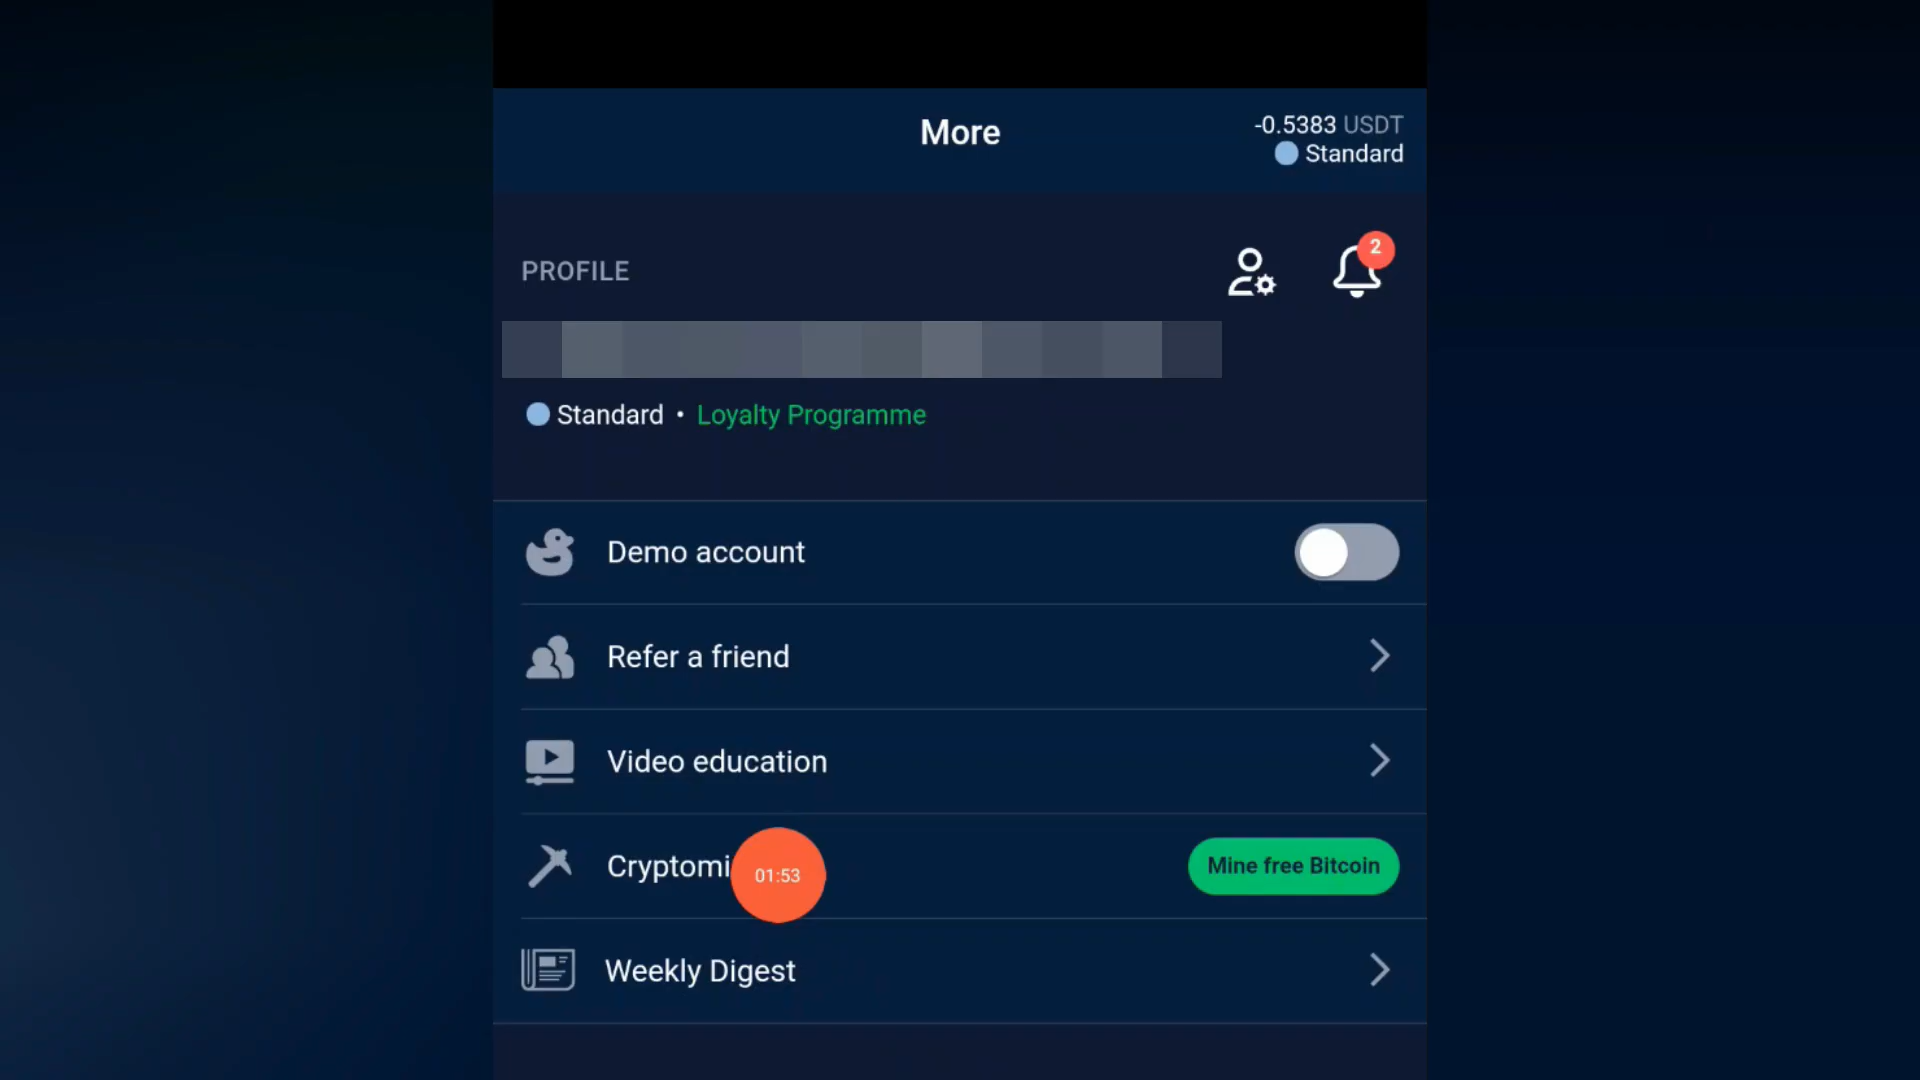 More
-0.5383 USDT
Standard
PROFILE
2
Standard • Loyalty Programme
Demo account
Refer a friend
Video education
Cryptomi
01:53
Mine free Bitcoin
Weekly Digest